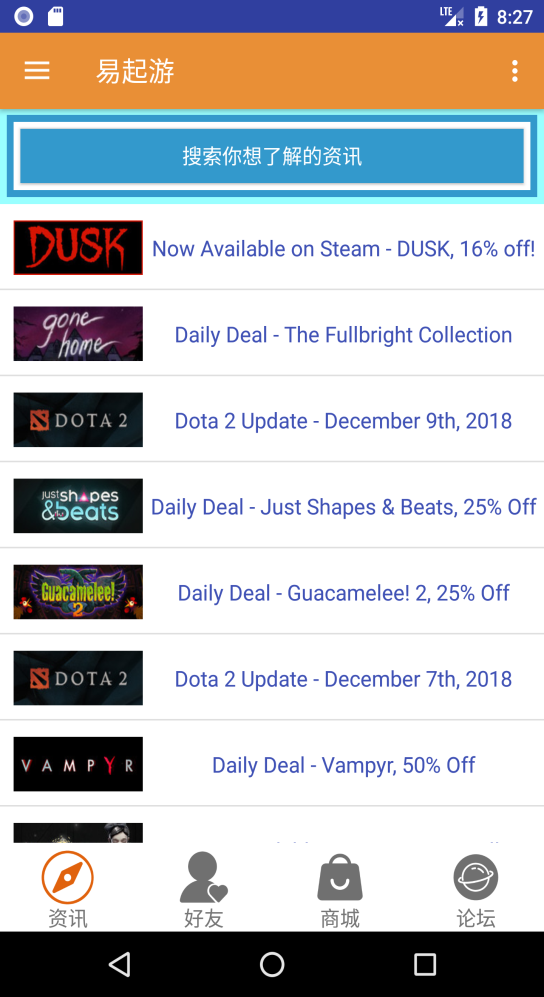 LTE 8:27
易起游
搜索你想了解的资讯
DUSK Now Available on Steam - DUSK, 16% off!
gone home
Daily Deal - The Fullbright Collection
DOTA 2 Dota 2 Update - December 9th, 2018
just shapes
&beats
Daily Deal - Just Shapes & Beats, 25% Off
Guacamelee!
2
Daily Deal - Guacamelee! 2, 25% Off
DOTA 2 Dota 2 Update - December 7th, 2018
VAMPYR Daily Deal - Vampyr, 50% Off
资讯 好友 商城 论坛